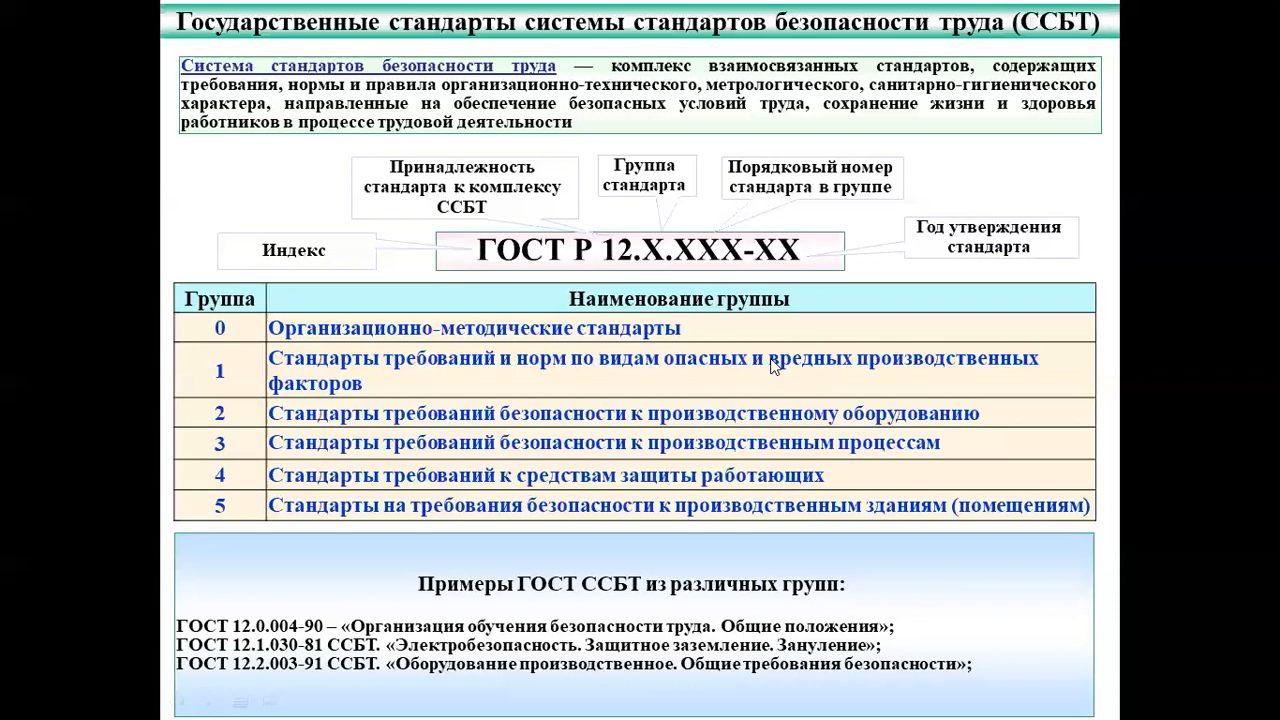 Государственные стандарты системы стандартов безопасности труда (ССБТ)
Система стандартов безопасности труда — комплекс взаимосвязанных стандартов, содержащих
требования, нормы и правила организационно-технического, метрологического, санитарно-гигиенического
характера, направленные на обеспечение безопасных условий труда, сохранение жизни и здоровья
работников в процессе трудовой деятельности
Принадлежность
стандарта к комплексу
ССБТ
Группа
стандарта
Порядковый номер
стандарта в группе
Год утверждения
стандарта
Индекс
ГОСТ Р 12.Х.ХХХ-ХХ
Группа Наименование группы
0 Организационно-методические стандарты
1 Стандарты требований и норм по видам опасных и вредных производственных
факторов
2 Стандарты требований безопасности к производственному оборудованию
3 Стандарты требований безопасности к производственным процессам
4 Стандарты требований к средствам защиты работающих
5 Стандарты на требования безопасности к производственным зданиям (помещениям)
Примеры ГОСТ ССБТ из различных групп:
ГОСТ 12.0.004-90 – «Организация обучения безопасности труда. Общие положения»;
ГОСТ 12.1.030-81 ССБТ. «Электробезопасность. Защитное заземление. Зануление»;
ГОСТ 12.2.003-91 ССБТ. «Оборудование производственное. Общие требования безопасности»;